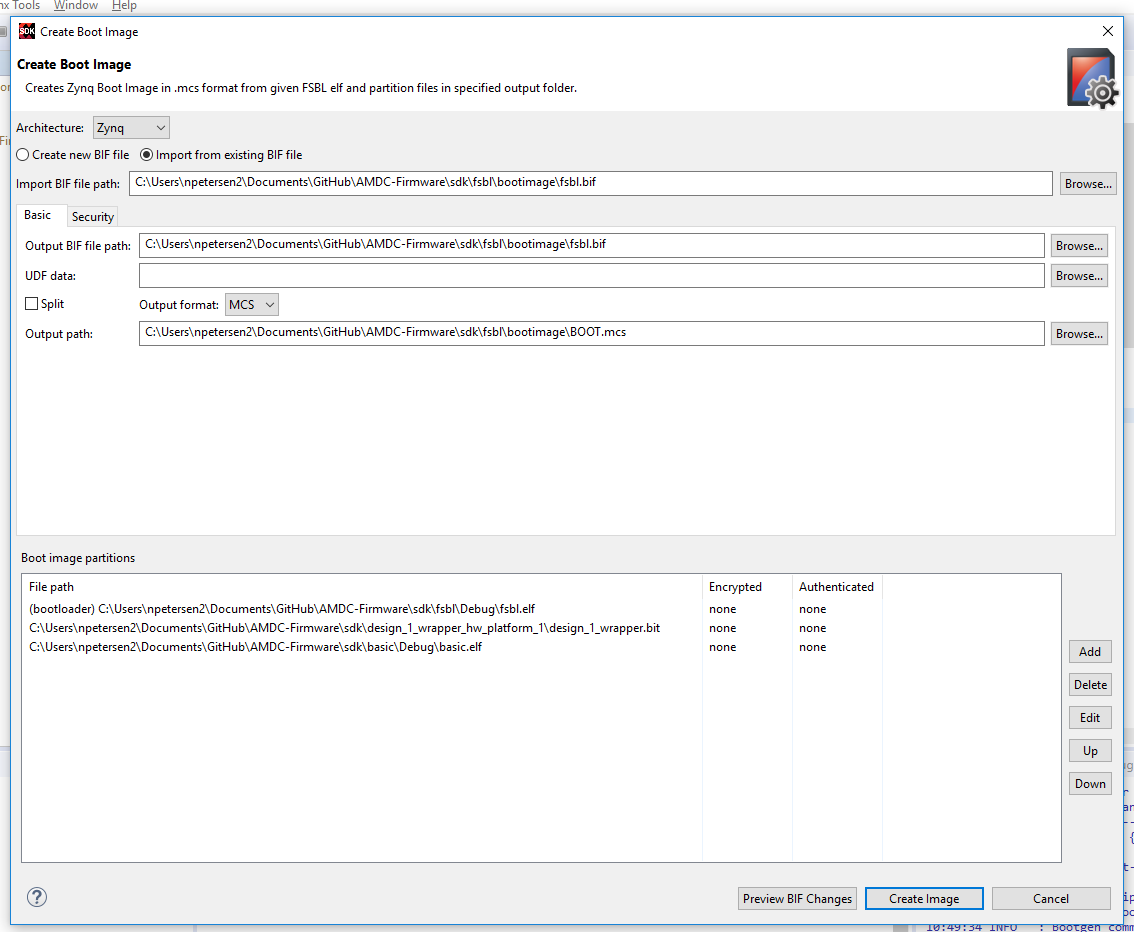 nx Tools Window Help
SDK Create Boot Image
Create Boot Image
Creates Zynq Boot Image in .mcs format from given FSBL elf and partition files in specified output folder.
Architecture: Zynq
Create new BIF file Import from existing BIF file
Import BIF file path: C:\Users\npetersen2\Documents\GitHub\AMDC-Firmware\sdk\fsbl\bootimage\fsbl.bif Browse...
Basic Security
Output BIF file path: C:\Users\npetersen2\Documents\GitHub\AMDC-Firmware\sdk\fsbl\bootimage\fsbl.bif Browse...
UDF data: Browse...
Split Output format: MCS
Output path: C:\Users\npetersen2\Documents\GitHub\AMDC-Firmware\sdk\fsbl\bootimage\BOOT.mcs Browse...
Boot image partitions
File path Encrypted Authenticated
(bootloader) C:\Users\npetersen2\Documents\GitHub\AMDC-Firmware\sdk\fsbl\Debug\fsbl.elf none none
C:\Users\npetersen2\Documents\GitHub\AMDC-Firmware\sdk\design_1_wrapper_hw_platform_1\design_1_wrapper.bit none none
C:\Users\npetersen2\Documents\GitHub\AMDC-Firmware\sdk\basic\Debug\basic.elf none none
Add
Delete
Edit
Up
Down
? Preview BIF Changes Create Image Cancel
10:49:34 INFO : Bootgen comm